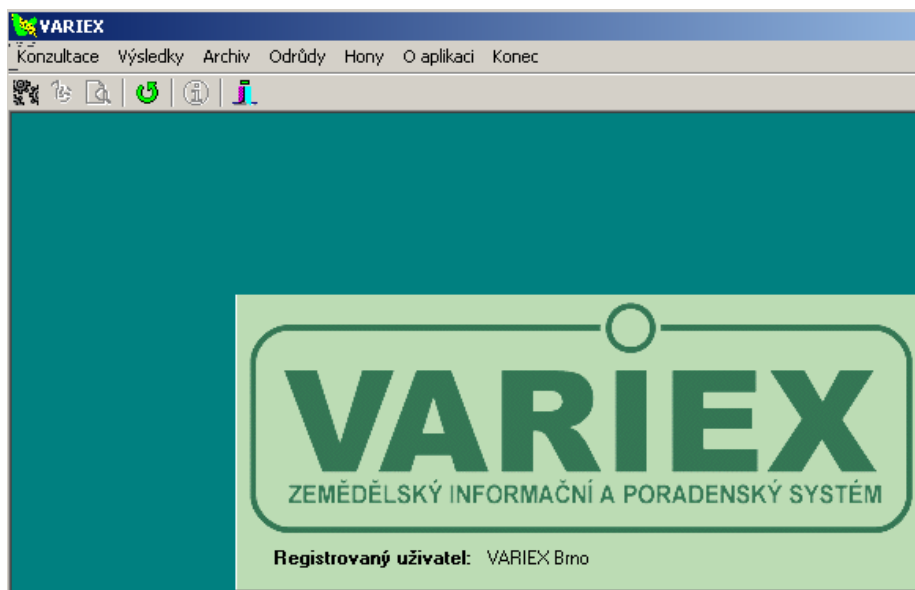 VARIEX
Konzultace Výsledky Archiv Odrůdy Hony O aplikaci Konec
VARIEX
ZEMĚDĚLSKÝ INFORMAČNÍ A PORADENSKÝ SYSTÉM
Registrovaný uživatel: VARIEX Brno